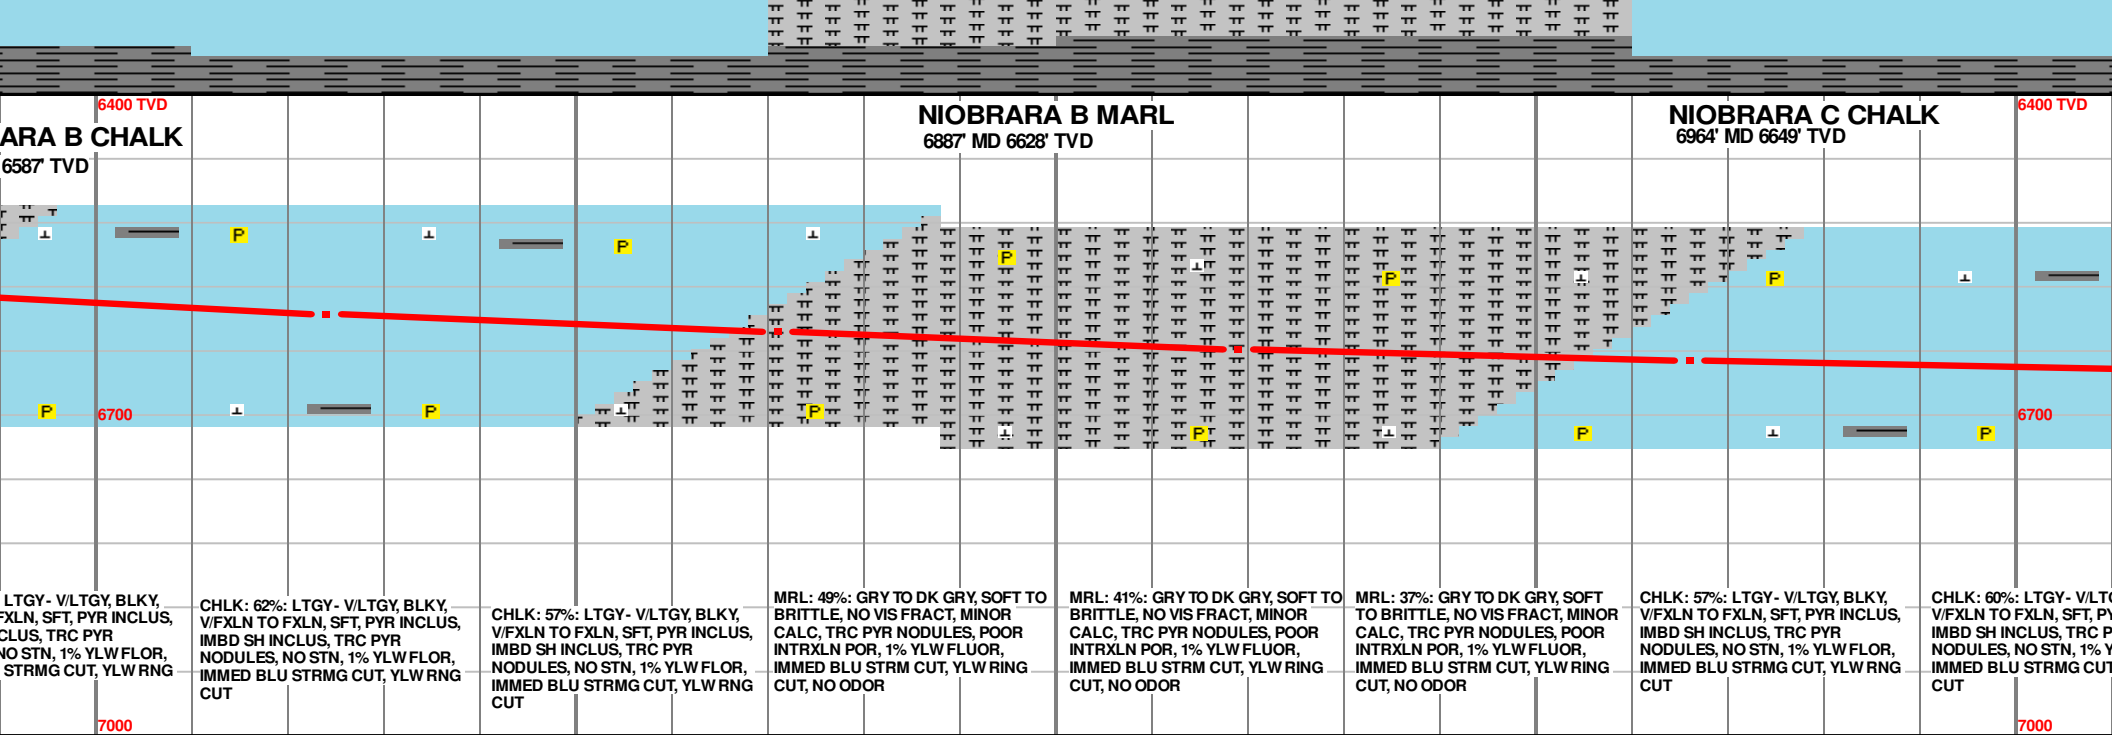 6400 TVD
ARA B CHALK
6587' TVD
NIOBRARA B MARL
6887' MD 6628' TVD
NIOBRARA C CHALK
6964' MD 6649' TVD
6400 TVD
P
P
P
P
P
P
P
P
P
P
P
6700
6700
LTGY- V/LTGY, BLKY,
FXLN, SFT, PYR INCLUS,
CLUS, TRC PYR
NO STN, 1% YLW FLOR,
STRMG CUT, YLW RNG
CHLK: 62%: LTGY- V/LTGY, BLKY,
V/FXLN TO FXLN, SFT, PYR INCLUS,
IMBD SH INCLUS, TRC PYR
NODULES, NO STN, 1% YLW FLOR,
IMMED BLU STRMG CUT, YLW RNG
CUT
CHLK: 57%: LTGY- V/LTGY, BLKY,
V/FXLN TO FXLN, SFT, PYR INCLUS,
IMBD SH INCLUS, TRC PYR
NODULES, NO STN, 1% YLW FLOR,
IMMED BLU STRMG CUT, YLW RNG
CUT
MRL: 49%: GRY TO DK GRY, SOFT TO
BRITTLE, NO VIS FRACT, MINOR
CALC, TRC PYR NODULES, POOR
INTRXLN POR, 1% YLW FLUOR,
IMMED BLU STRM CUT, YLW RING
CUT, NO ODOR
MRL: 41%: GRY TO DK GRY, SOFT TO
BRITTLE, NO VIS FRACT, MINOR
CALC, TRC PYR NODULES, POOR
INTRXLN POR, 1% YLW FLUOR,
IMMED BLU STRM CUT, YLW RING
CUT, NO ODOR
MRL: 37%: GRY TO DK GRY, SOFT
TO BRITTLE, NO VIS FRACT, MINOR
CALC, TRC PYR NODULES, POOR
INTRXLN POR, 1% YLW FLUOR,
IMMED BLU STRM CUT, YLW RING
CUT, NO ODOR
CHLK: 57%: LTGY- V/LTGY, BLKY,
V/FXLN TO FXLN, SFT, PYR INCLUS,
IMBD SH INCLUS, TRC PYR
NODULES, NO STN, 1% YLW FLOR,
IMMED BLU STRMG CUT, YLW RNG
CUT
CHLK: 60%: LTGY- V/LTG
V/FXLN TO FXLN, SFT, PY
IMBD SH INCLUS, TRC P
NODULES, NO STN, 1% Y
IMMED BLU STRMG CUT
CUT
7000
7000